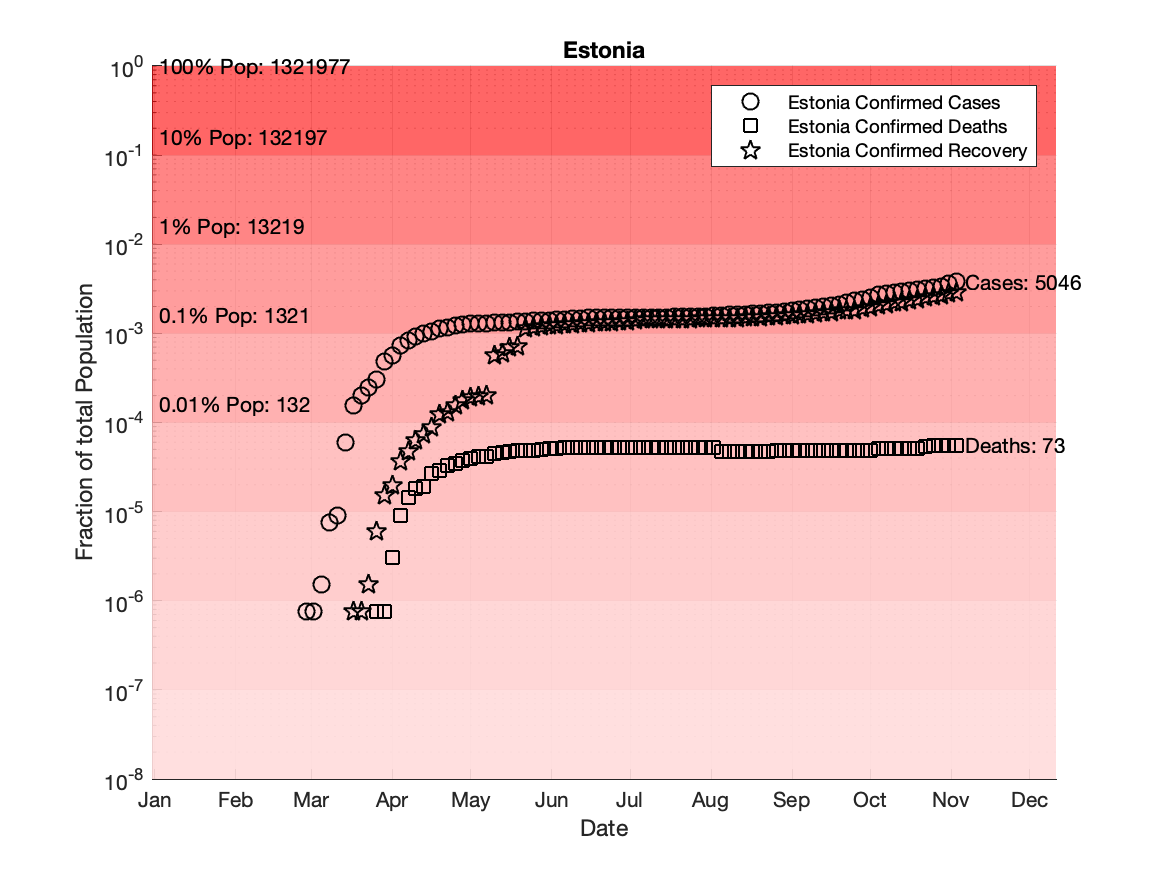 Estonia
10^0
100% Pop: 1321977
Estonia Confirmed Cases
Estonia Confirmed Deaths
Estonia Confirmed Recovery
10% Pop: 132197
10^-1
1% Pop: 13219
10^-2
Cases: 5046
0.1% Pop: 1321
10^-3
0.01% Pop: 132
10^-4
Deaths: 73
10^-5
10^-6
10^-7
10^-8
Fraction of total Population
Jan Feb Mar Apr May Jun Jul Aug Sep Oct Nov Dec
Date